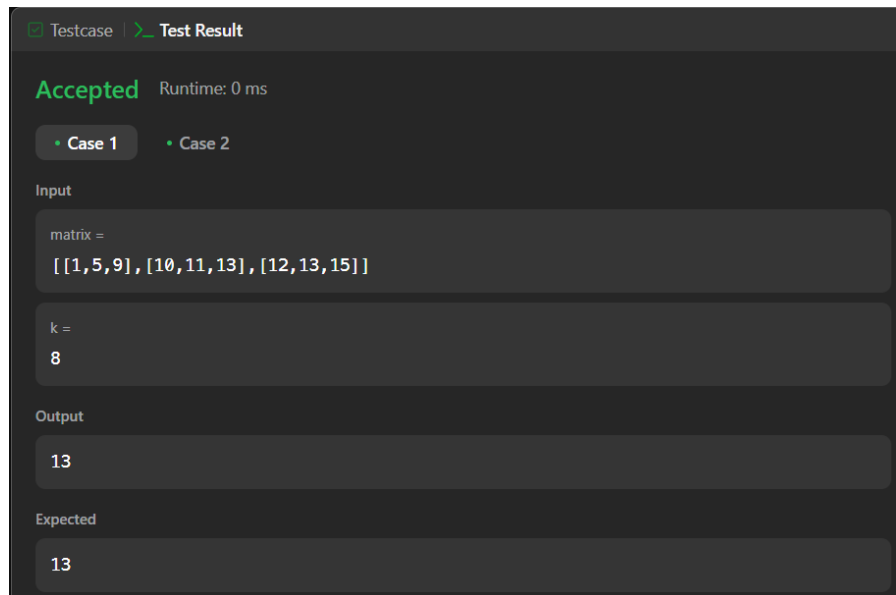 Testcase | >_ Test Result
Accepted Runtime: 0 ms
• Case 1 • Case 2
Input
matrix =
[[1,5,9],[10,11,13],[12,13,15]]
k =
8
Output
13
Expected
13